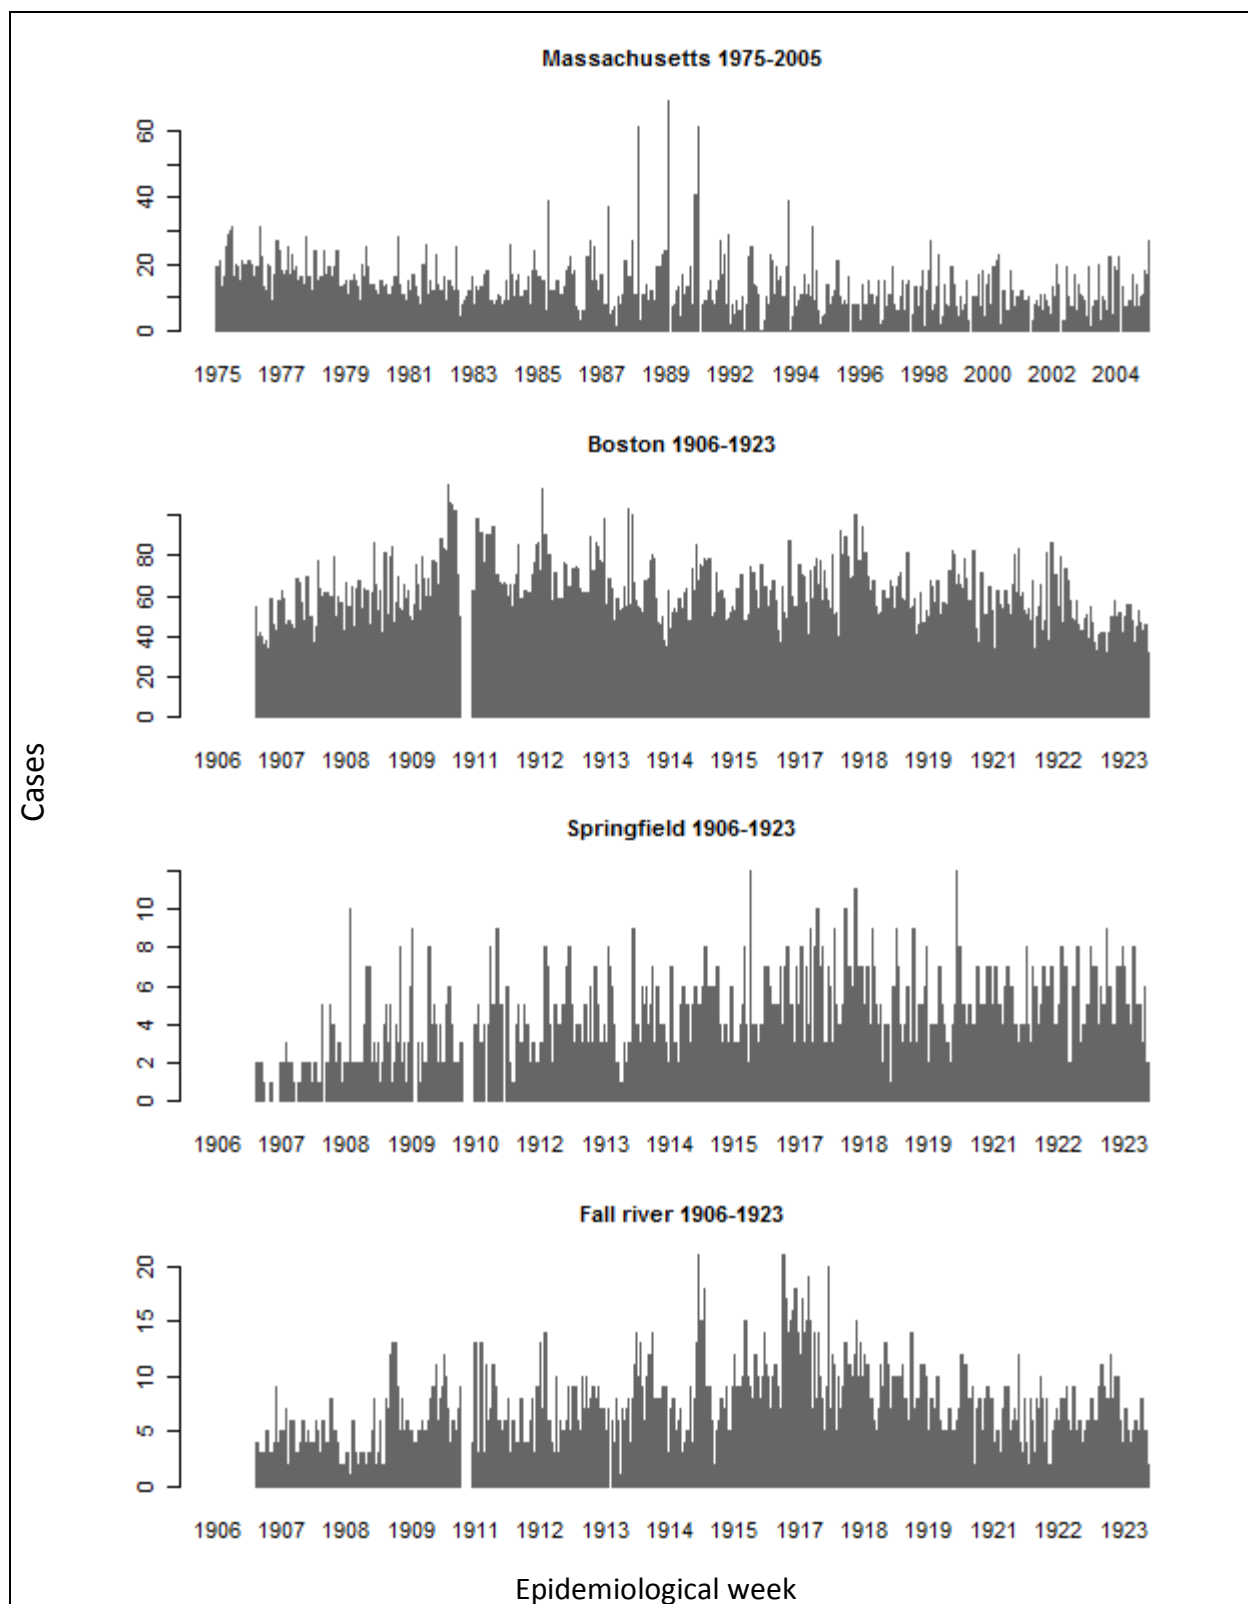 Massachusetts 1975-2005
60
40
20
0
1975 1977 1979 1981 1983 1985 1987 1989 1992 1994 1996 1998 2000 2002 2004
Boston 1906-1923
80
60
40
20
0
1906 1907 1908 1909 1911 1912 1913 1914 1915 1917 1918 1919 1921 1922 1923
Cases
Springfield 1906-1923
10
8
6
4
2
0
1906 1907 1908 1909 1910 1912 1913 1914 1915 1917 1918 1919 1921 1922 1923
Fall river 1906-1923
20
15
10
5
0
1906 1907 1908 1909 1911 1912 1913 1914 1915 1917 1918 1919 1921 1922 1923
Epidemiological week